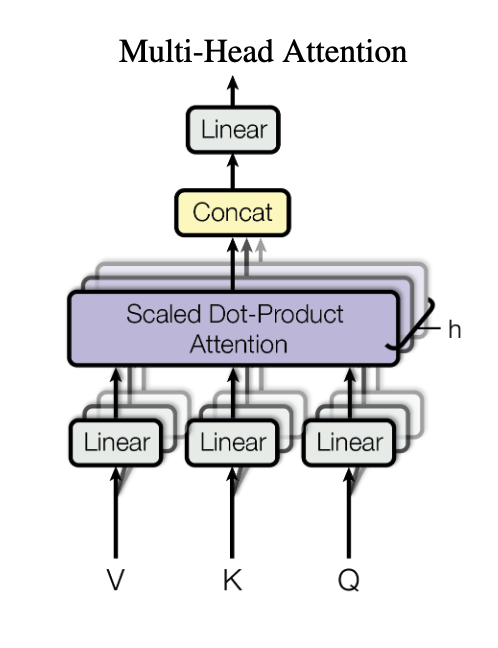 Multi-Head Attention
Linear
Concat
Scaled Dot-Product
Attention
h
Linear
Linear
Linear
V
K
Q